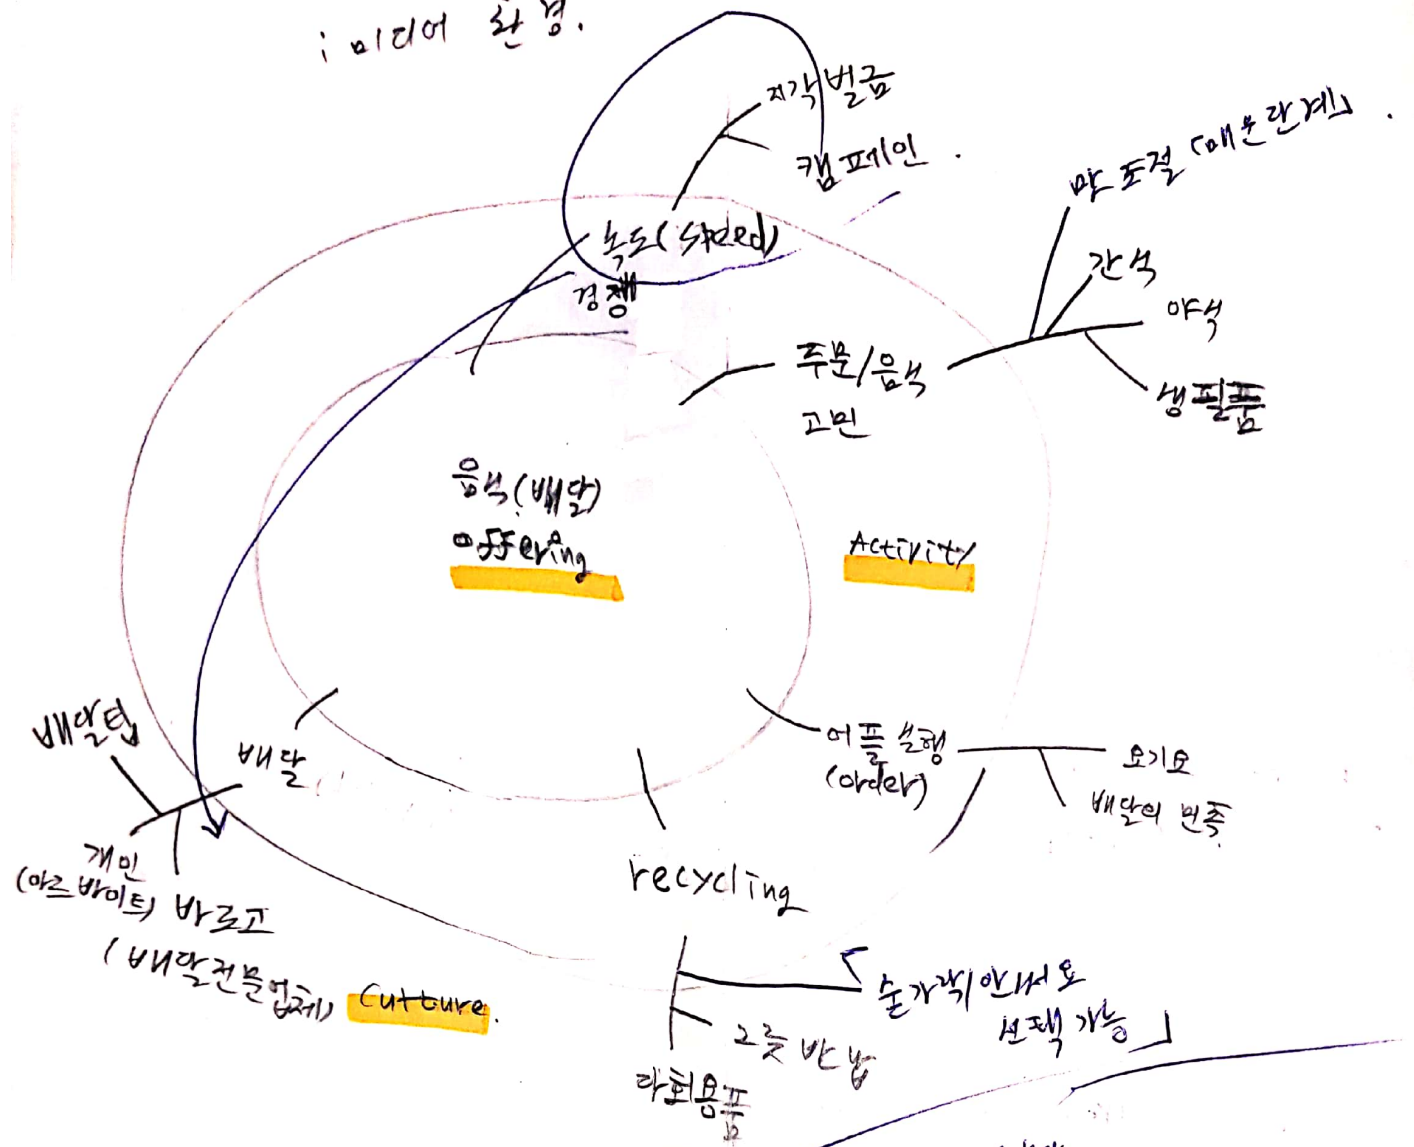 : 미디어 환경.
지각 벌금
캠페인.
맛 조절 「매운 단계」.
속도(speed)
경쟁
간식
야식
주문/음식
고민
생필품
음식(배달)
offering
Activity
배달팁
배달
어플 실행
(order)
요기요
배달의 민족
개인
(아르바이트)
바로고
(배달전문업체)
recycling
Culture.
「숟가락/안써요
선택 가능」
그릇 반납
다회용품